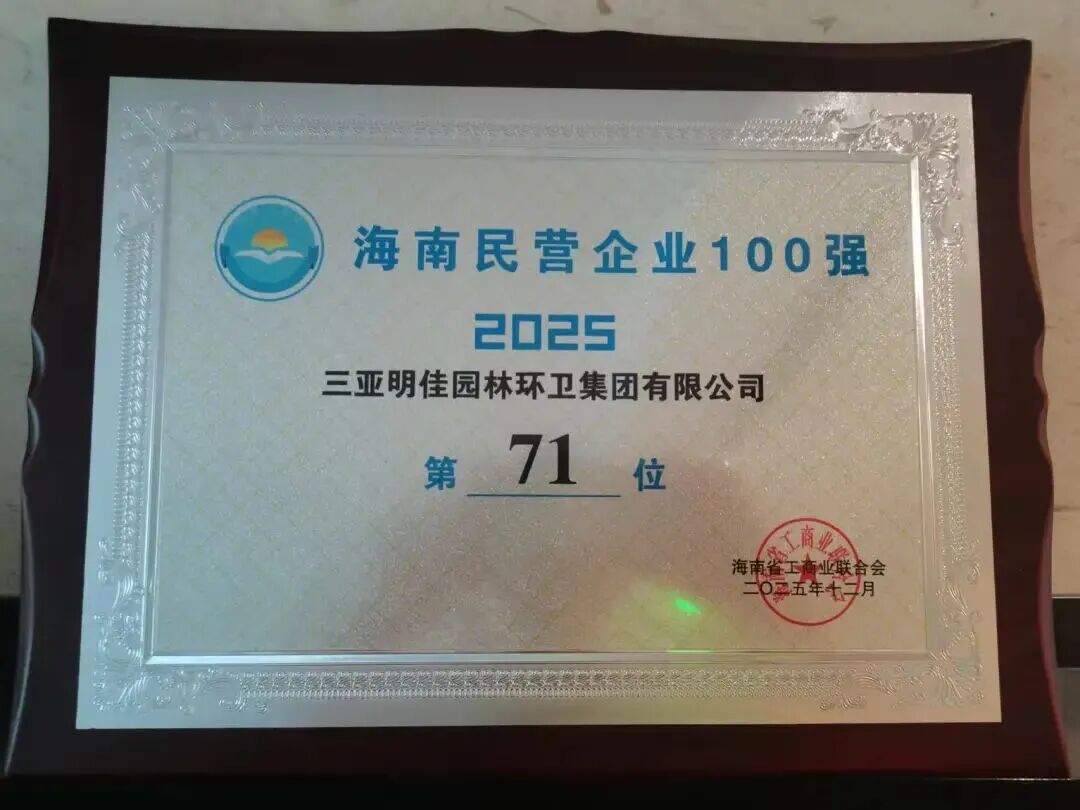 海南民营企业100强
2025
三亚明佳园林环卫集团有限公司
第 71 位
海南省工商业联合会
二〇二五年十二月